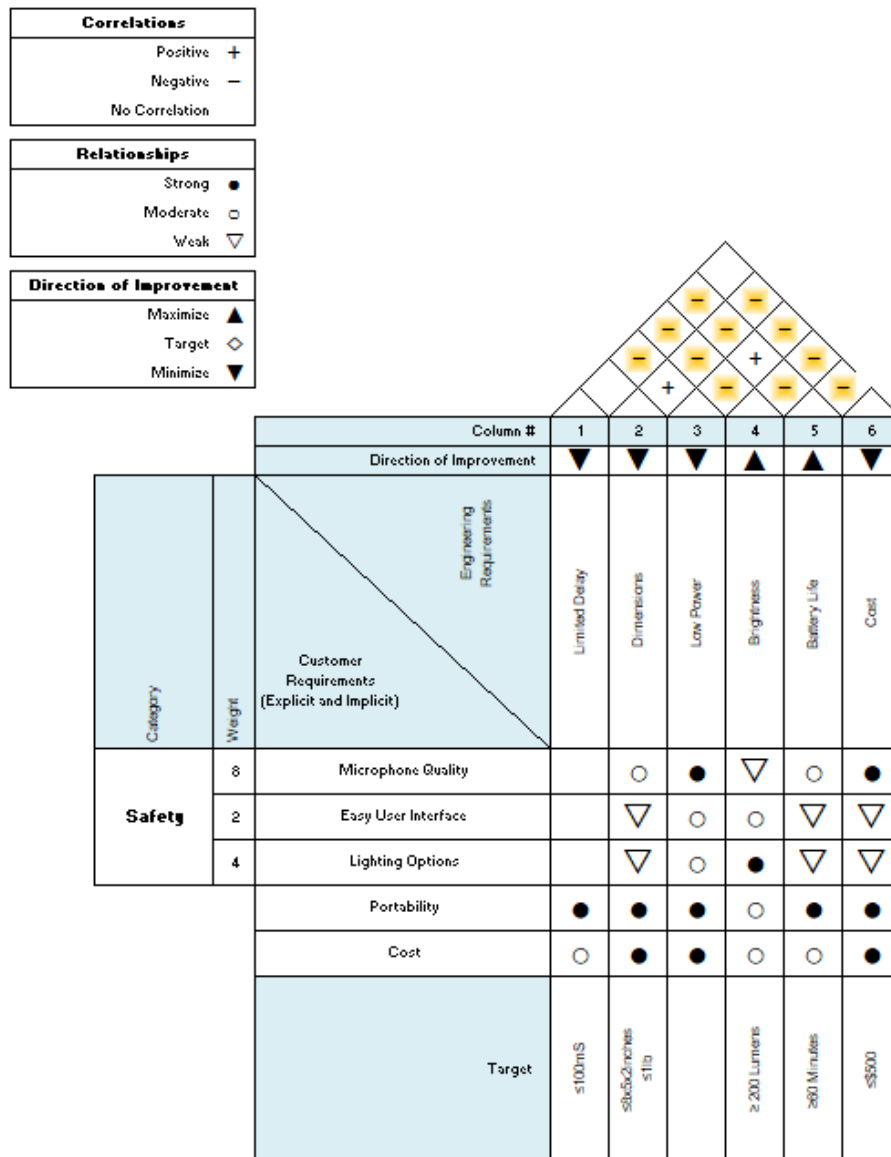 Correlations
Positive +
Negative −
No Correlation
Relationships
Strong ●
Moderate ○
Weak ▽
Direction of Improvement
Maximize ▲
Target ◇
Minimize ▼
− −
− − −
− − + −
+ − − −
Column # 1 2 3 4 5 6
Direction of Improvement ▼ ▼ ▼ ▲ ▲ ▼
Category
Weight
Engineering
Requirements
Customer
Requirements
(Explicit and Implicit)
Limited Delay
Dimensions
Low Power
Brightness
Battery Life
Cost
Safety
8 Microphone Quality ○ ● ▽ ○ ●
2 Easy User Interface ▽ ○ ○ ▽ ▽
4 Lighting Options ▽ ○ ● ▽ ▽
Portability ● ● ● ○ ● ●
Cost ○ ● ● ○ ○ ●
Target
≤100mS
≤8x5x2inches
≤1lb
≥ 200 Lumens
≥60 Minutes
≤$500